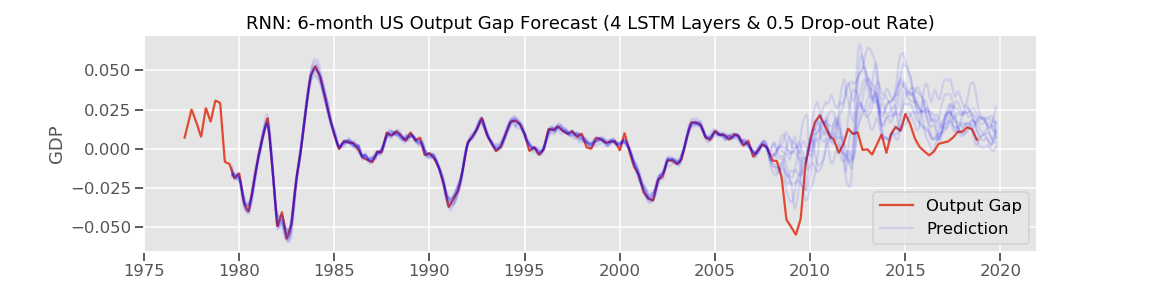 RNN: 6-month US Output Gap Forecast (4 LSTM Layers & 0.5 Drop-out Rate)
GDP
0.050
0.025
0.000
−0.025
−0.050
1975 1980 1985 1990 1995 2000 2005 2010 2015 2020
Output Gap
Prediction